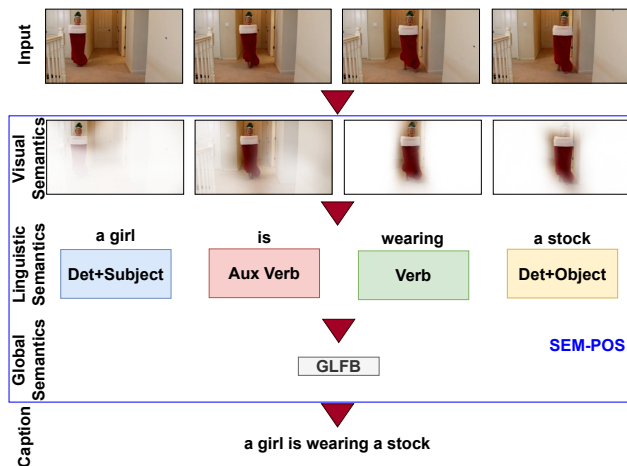 Input
Visual
Semantics
a girl
is
wearing
a stock
Linguistic Semantics
Det+Subject
Aux Verb
Verb
Det+Object
Global
Semantics
SEM-POS
GLFB
Caption
a girl is wearing a stock